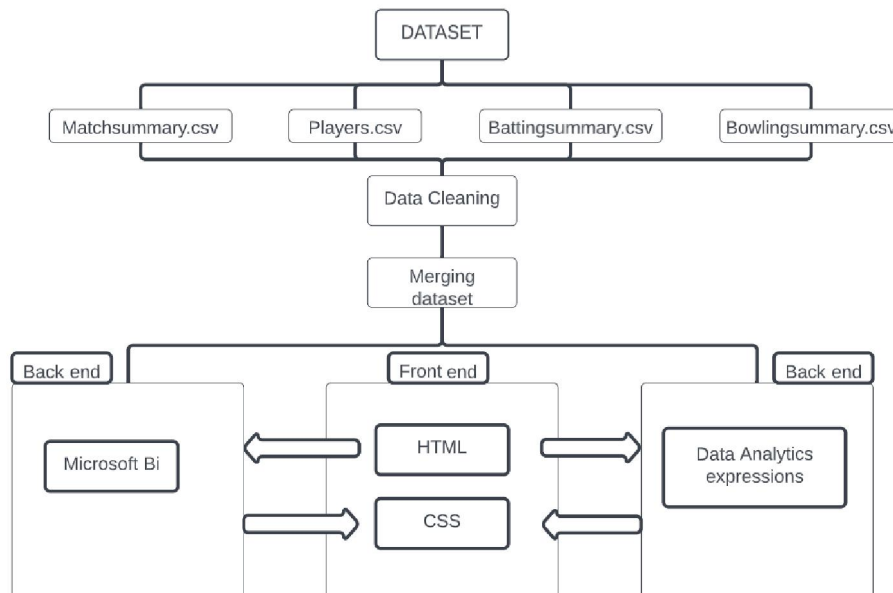 DATASET
Matchsummary.csv
Players.csv
Battingsummary.csv
Bowlingsummary.csv
Data Cleaning
Merging
dataset
Back end
Front end
Back end
Microsoft Bi
HTML
Data Analytics
expressions
CSS